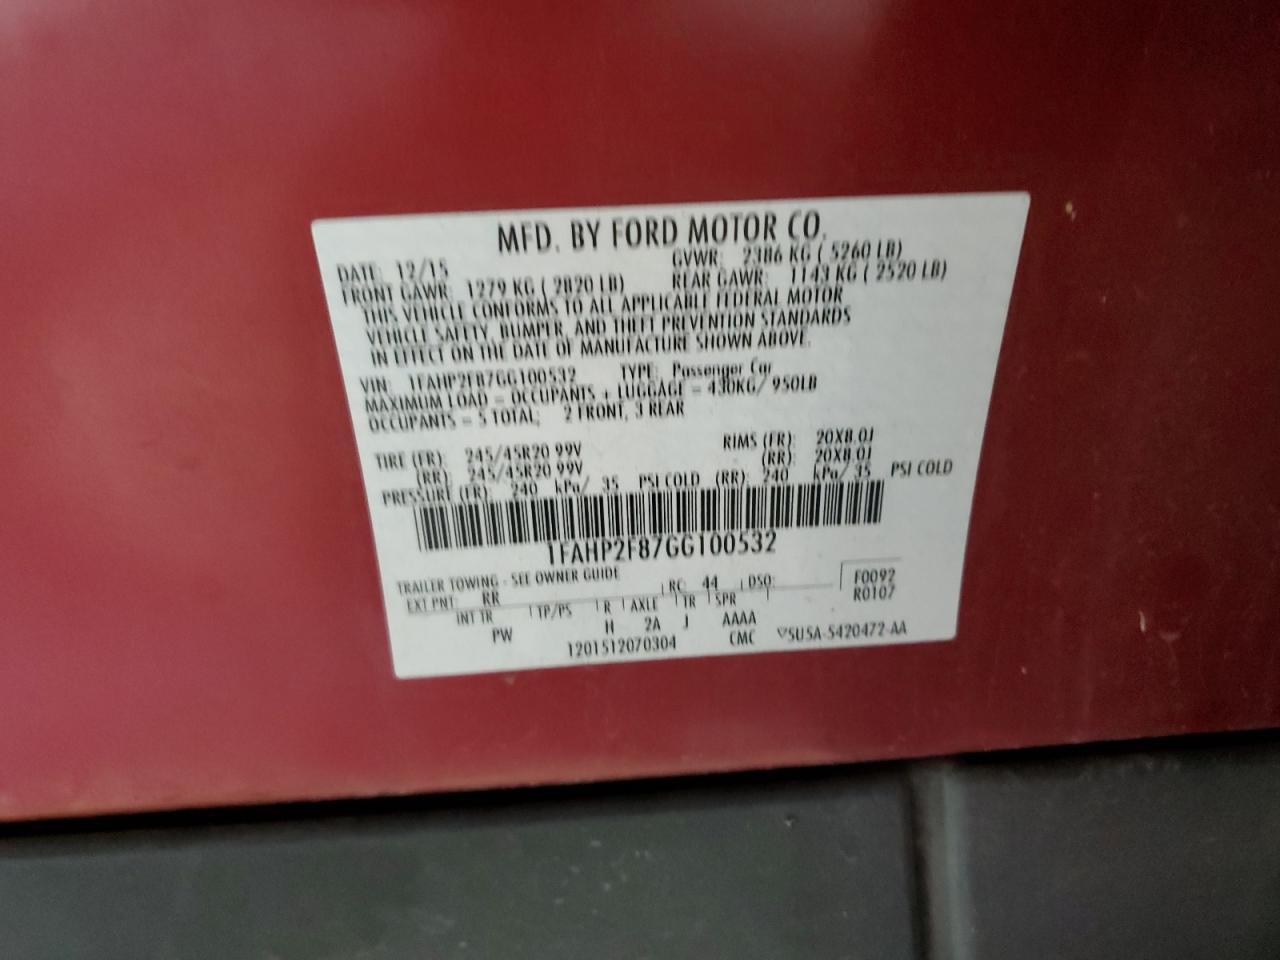 MFD. BY FORD MOTOR CO.
DATE: 12/15 GVWR: 2386 KG ( 5260 LB)
FRONT GAWR: 1279 KG ( 2820 LB) REAR GAWR: 1143 KG ( 2520 LB)
THIS VEHICLE CONFORMS TO ALL APPLICABLE FEDERAL MOTOR
VEHICLE SAFETY, BUMPER, AND THEFT PREVENTION STANDARDS
IN EFFECT ON THE DATE OF MANUFACTURE SHOWN ABOVE.
VIN: 1FAHP2F87GG100532 TYPE: Passenger Car
MAXIMUM LOAD = OCCUPANTS + LUGGAGE = 430KG/ 950LB
OCCUPANTS = 5 TOTAL; 2 FRONT, 3 REAR
TIRE (FR): 245/45R20 99V RIMS (FR): 20X8.0J
(RR): 245/45R20 99V (RR): 20X8.0J
PRESSURE (FR): 240 kPa/ 35 PSI COLD (RR): 240 kPa/ 35 PSI COLD
1FAHP2F87GG100532
TRAILER TOWING - SEE OWNER GUIDE
EXT PNT: RR RC: 44 DSO: F0092
R0107
INT TR TP/PS R AXLE TR SPR
PW H 2A J AAAA
1201512070304 CMC ▽SU5A-5420472-AA